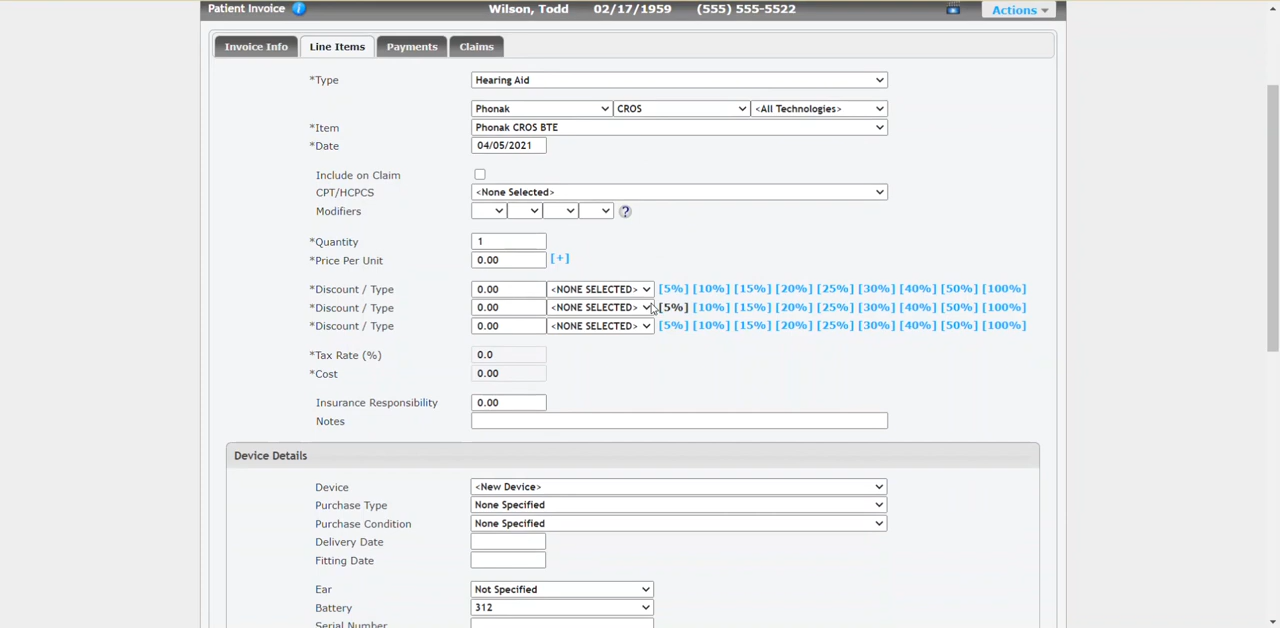 Patient Invoice Wilson, Todd 02/17/1959 (555) 555-5522 Actions
Invoice Info Line Items Payments Claims
*Type Hearing Aid
Phonak CROS <All Technologies>
*Item Phonak CROS BTE
*Date 04/05/2021
Include on Claim
CPT/HCPCS <None Selected>
Modifiers ?
*Quantity 1
*Price Per Unit 0.00 [+]
*Discount / Type 0.00 <NONE SELECTED> [5%] [10%] [15%] [20%] [25%] [30%] [40%] [50%] [100%]
*Discount / Type 0.00 <NONE SELECTED> [5%] [10%] [15%] [20%] [25%] [30%] [40%] [50%] [100%]
*Discount / Type 0.00 <NONE SELECTED> [5%] [10%] [15%] [20%] [25%] [30%] [40%] [50%] [100%]
*Tax Rate (%) 0.0
*Cost 0.00
Insurance Responsibility 0.00
Notes
Device Details
Device <New Device>
Purchase Type None Specified
Purchase Condition None Specified
Delivery Date
Fitting Date
Ear Not Specified
Battery 312
Serial Number